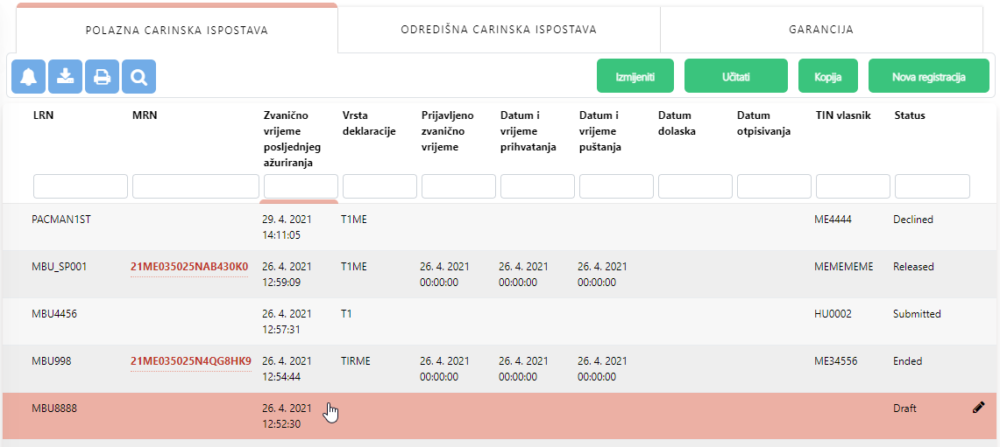 POLAZNA CARINSKA ISPOSTAVA
ODREDIŠNA CARINSKA ISPOSTAVA
GARANCIJA
Izmijeniti
Učitati
Kopija
Nova registracija
LRN
MRN
Zvanično
vrijeme
posljednjeg
ažuriranja
Vrsta
deklaracije
Prijavljeno
zvanično
vrijeme
Datum i
vrijeme
prihvatanja
Datum i
vrijeme
puštanja
Datum
dolaska
Datum
otpisivanja
TIN vlasnik
Status
PACMAN1ST
29. 4. 2021
14:11:05
T1ME
ME4444
Declined
MBU_SP001
21ME035025NAB430K0
26. 4. 2021
12:59:09
T1ME
26. 4. 2021
00:00:00
26. 4. 2021
00:00:00
26. 4. 2021
00:00:00
MEMEMEME
Released
MBU4456
26. 4. 2021
12:57:31
T1
HU0002
Submitted
MBU998
21ME035025N4QG8HK9
26. 4. 2021
12:54:44
TIRME
26. 4. 2021
00:00:00
26. 4. 2021
00:00:00
26. 4. 2021
00:00:00
ME34556
Ended
MBU8888
26. 4. 2021
12:52:30
Draft